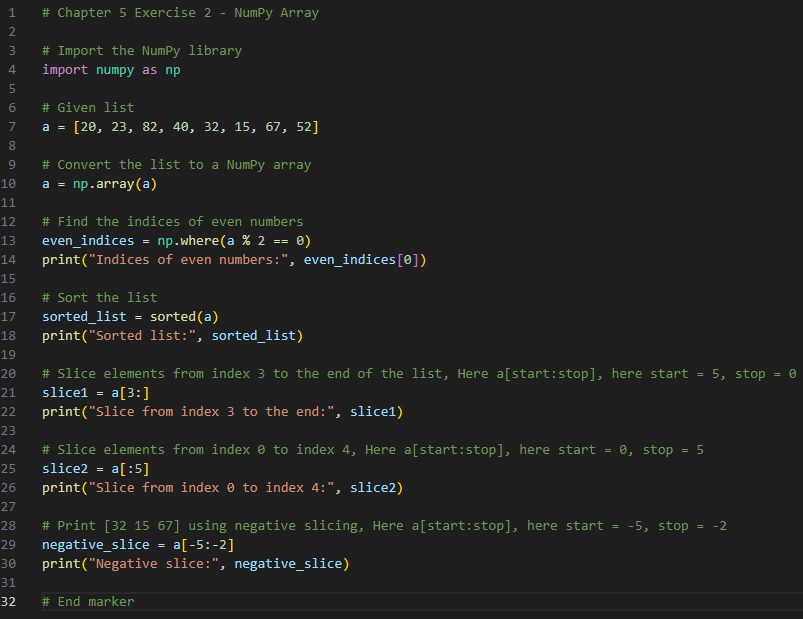 1 # Chapter 5 Exercise 2 - NumPy Array
2
3 # Import the NumPy library
4 import numpy as np
5
6 # Given list
7 a = [20, 23, 82, 40, 32, 15, 67, 52]
8
9 # Convert the list to a NumPy array
10 a = np.array(a)
11
12 # Find the indices of even numbers
13 even_indices = np.where(a % 2 == 0)
14 print("Indices of even numbers:", even_indices[0])
15
16 # Sort the list
17 sorted_list = sorted(a)
18 print("Sorted list:", sorted_list)
19
20 # Slice elements from index 3 to the end of the list, Here a[start:stop], here start = 5, stop = 0
21 slice1 = a[3:]
22 print("Slice from index 3 to the end:", slice1)
23
24 # Slice elements from index 0 to index 4, Here a[start:stop], here start = 0, stop = 5
25 slice2 = a[:5]
26 print("Slice from index 0 to index 4:", slice2)
27
28 # Print [32 15 67] using negative slicing, Here a[start:stop], here start = -5, stop = -2
29 negative_slice = a[-5:-2]
30 print("Negative slice:", negative_slice)
31
32 # End marker